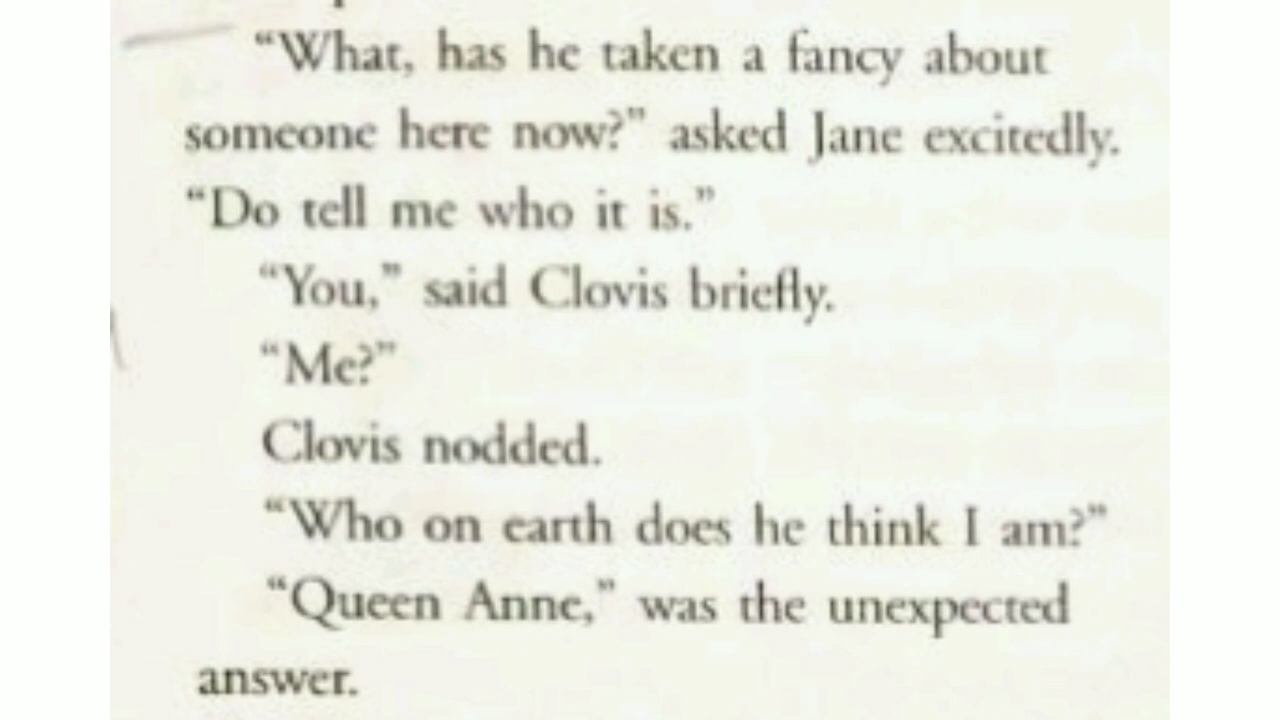 “What, has he taken a fancy about
someone here now?” asked Jane excitedly.
“Do tell me who it is.”
“You,” said Clovis briefly.
“Me?”
Clovis nodded.
“Who on earth does he think I am?”
“Queen Anne,” was the unexpected
answer.